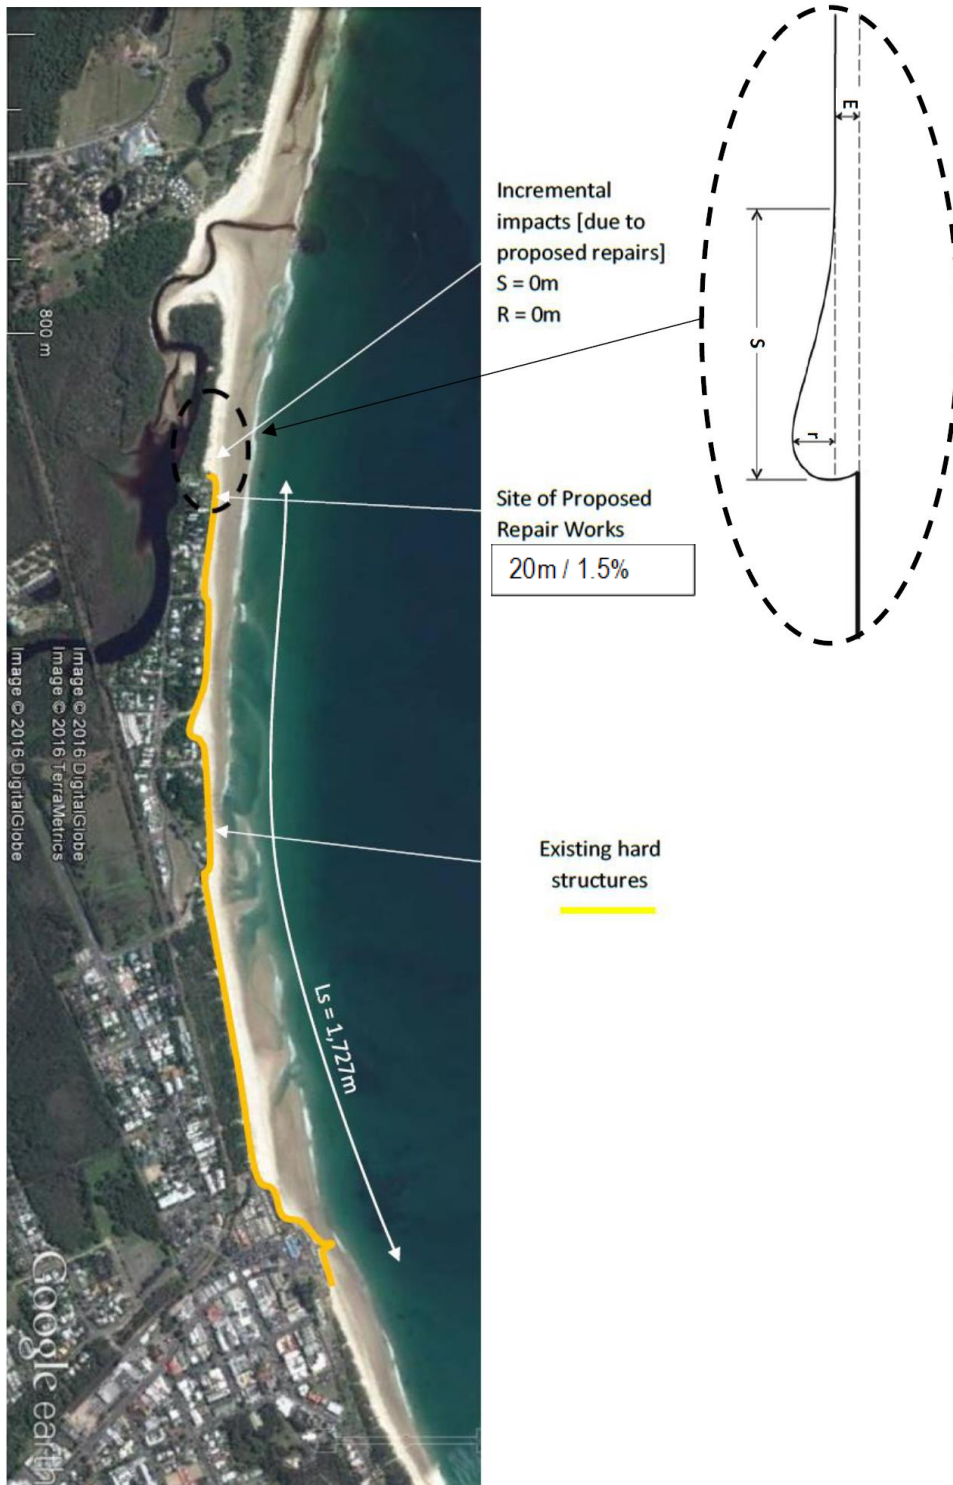 Incremental
impacts [due to
proposed repairs]
S = 0m
R = 0m
E
S
r
800 m
Site of Proposed
Repair Works
20m / 1.5%
Image © 2016 DigitalGlobe
Image © 2016 TerraMetrics
Image © 2016 DigitalGlobe
Existing hard
structures
Ls = 1,727m
Google earth